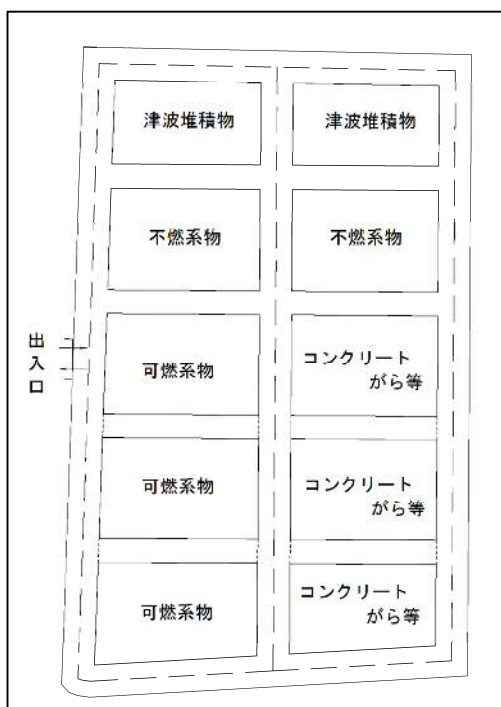 津波堆積物
津波堆積物
不燃系物
不燃系物
出入口
可燃系物
コンクリート
がら等
可燃系物
コンクリート
がら等
可燃系物
コンクリート
がら等